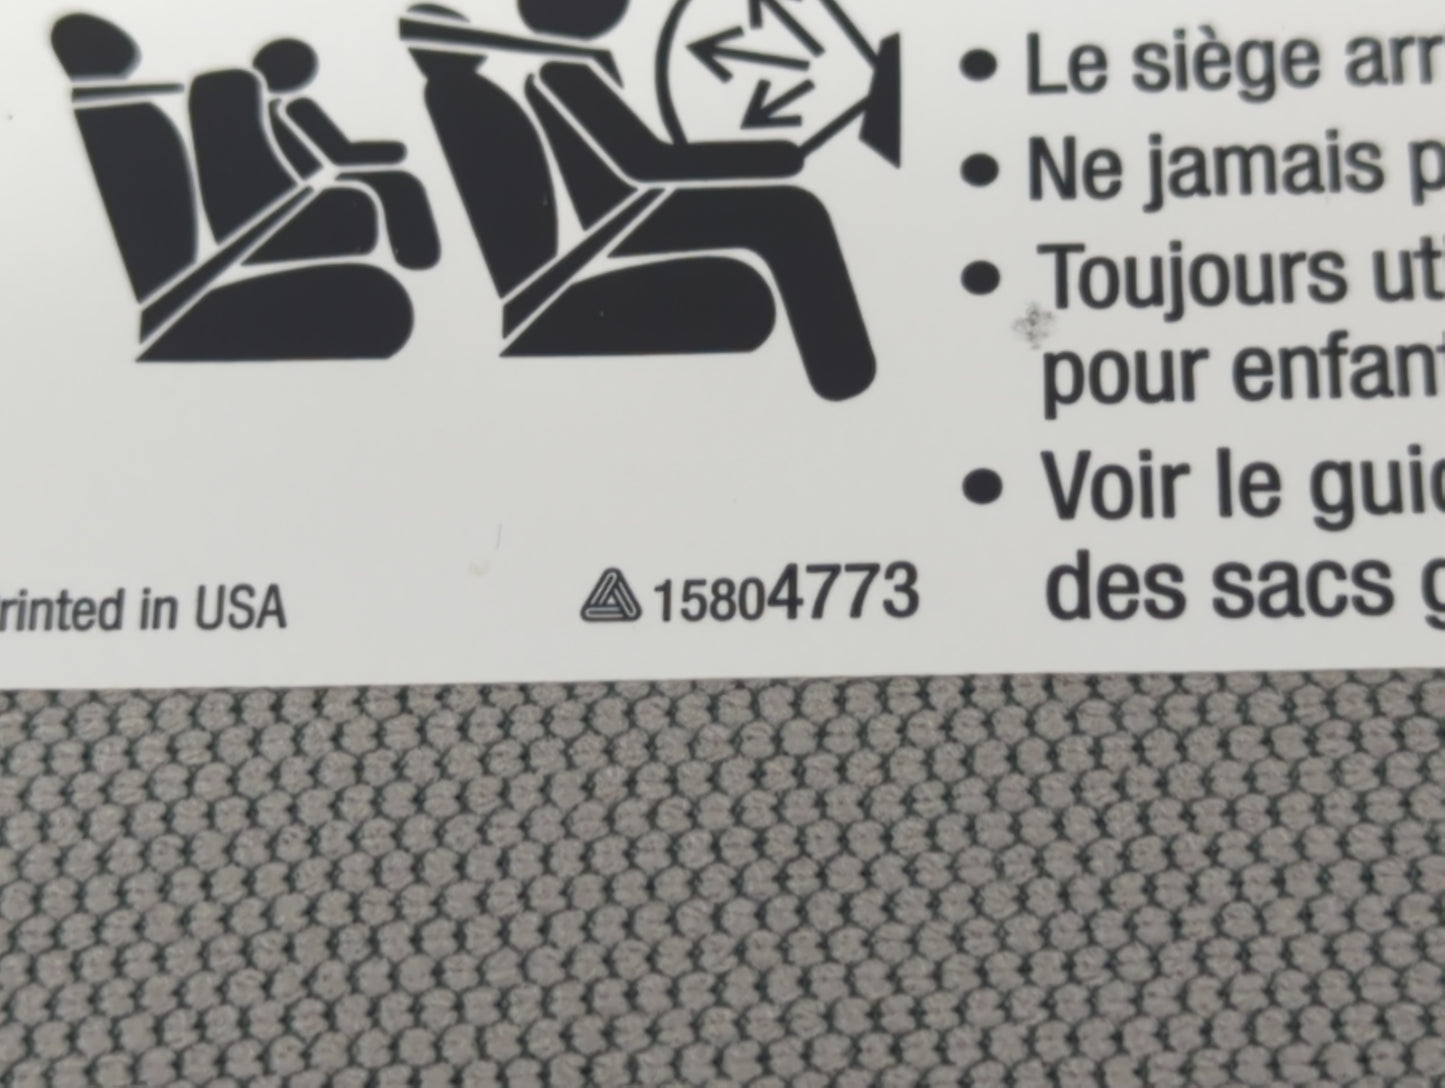 • Le siège arr
• Ne jamais p
• Toujours ut
pour enfant
• Voir le guid
des sacs g
rinted in USA
15804773